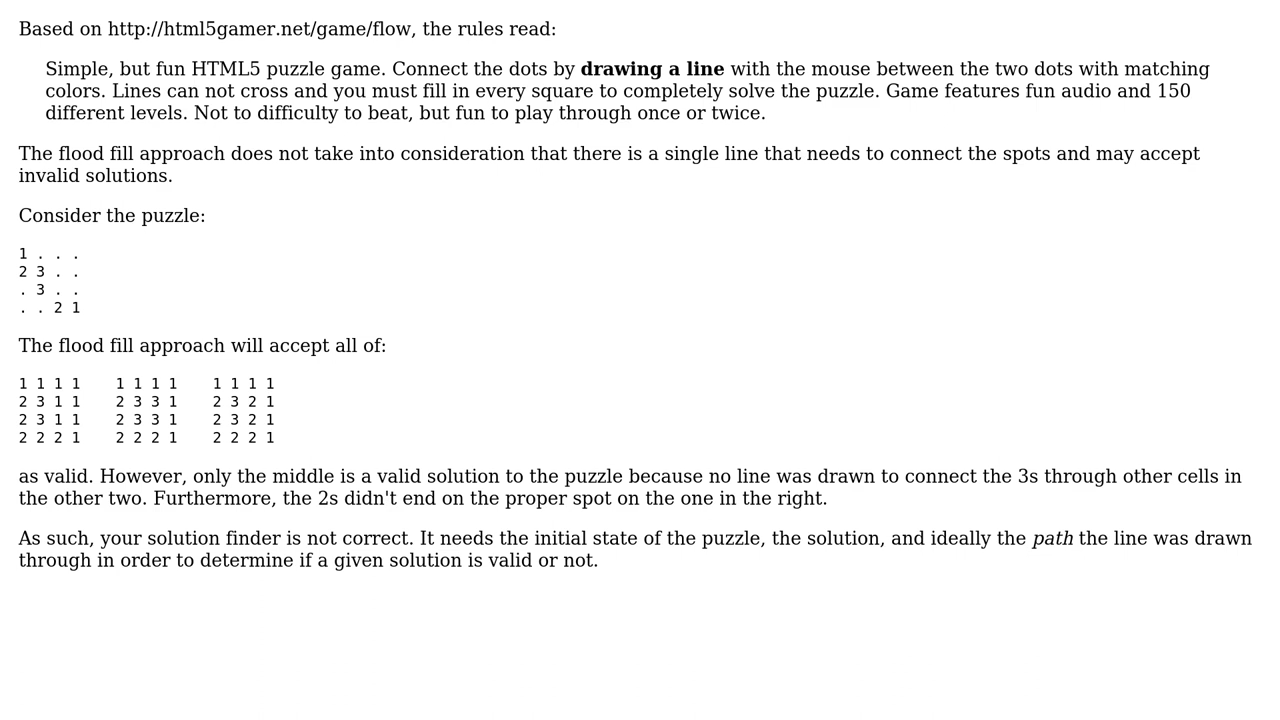 Based on http://html5gamer.net/game/flow, the rules read:
Simple, but fun HTML5 puzzle game. Connect the dots by drawing a line with the mouse between the two dots with matching
colors. Lines can not cross and you must fill in every square to completely solve the puzzle. Game features fun audio and 150
different levels. Not to difficulty to beat, but fun to play through once or twice.
The flood fill approach does not take into consideration that there is a single line that needs to connect the spots and may accept
invalid solutions.
Consider the puzzle:
1 . . .
2 3 . .
. 3 . .
. . 2 1
The flood fill approach will accept all of:
1 1 1 1    1 1 1 1    1 1 1 1
2 3 1 1    2 3 3 1    2 3 2 1
2 3 1 1    2 3 3 1    2 3 2 1
2 2 2 1    2 2 2 1    2 2 2 1
as valid. However, only the middle is a valid solution to the puzzle because no line was drawn to connect the 3s through other cells in
the other two. Furthermore, the 2s didn't end on the proper spot on the one in the right.
As such, your solution finder is not correct. It needs the initial state of the puzzle, the solution, and ideally the path the line was drawn
through in order to determine if a given solution is valid or not.